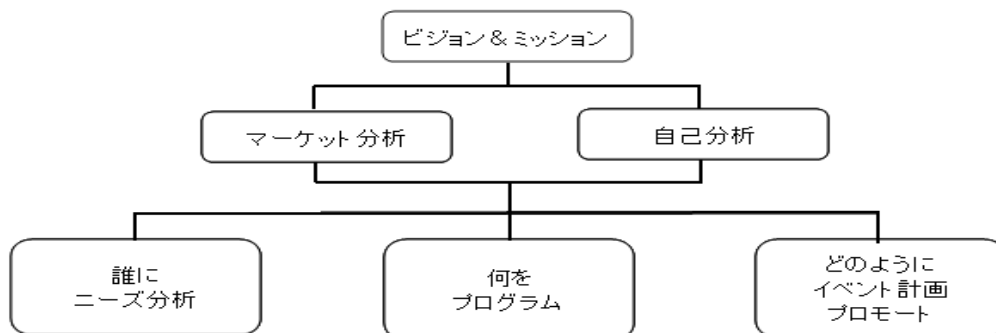 ビジョン＆ミッション
マーケット分析
自己分析
誰に
ニーズ分析
何を
プログラム
どのように
イベント計画
プロモート